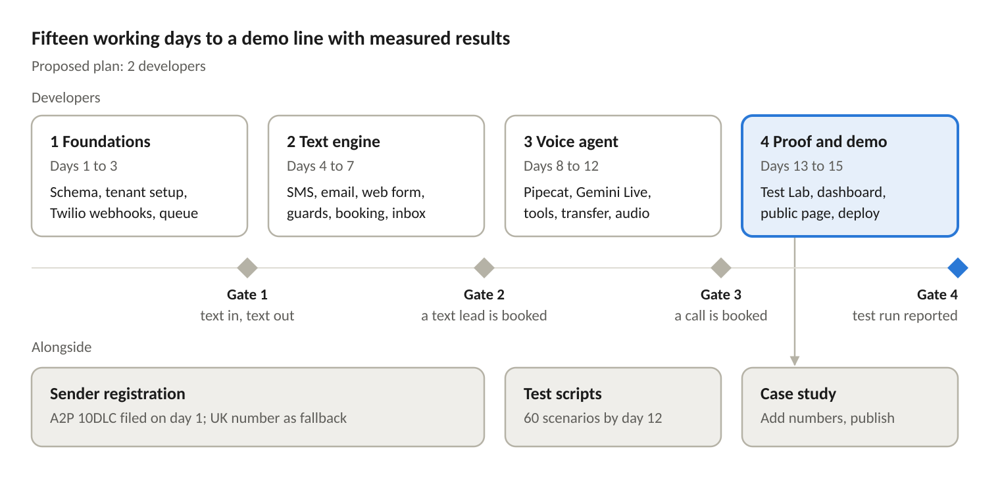 Fifteen working days to a demo line with measured results
Proposed plan: 2 developers
Developers
1 Foundations
Days 1 to 3
Schema, tenant setup,
Twilio webhooks, queue
2 Text engine
Days 4 to 7
SMS, email, web form,
guards, booking, inbox
3 Voice agent
Days 8 to 12
Pipecat, Gemini Live,
tools, transfer, audio
4 Proof and demo
Days 13 to 15
Test Lab, dashboard,
public page, deploy
Gate 1
text in, text out
Gate 2
a text lead is booked
Gate 3
a call is booked
Gate 4
test run reported
Alongside
Sender registration
A2P 10DLC filed on day 1; UK number as fallback
Test scripts
60 scenarios by day 12
Case study
Add numbers, publish